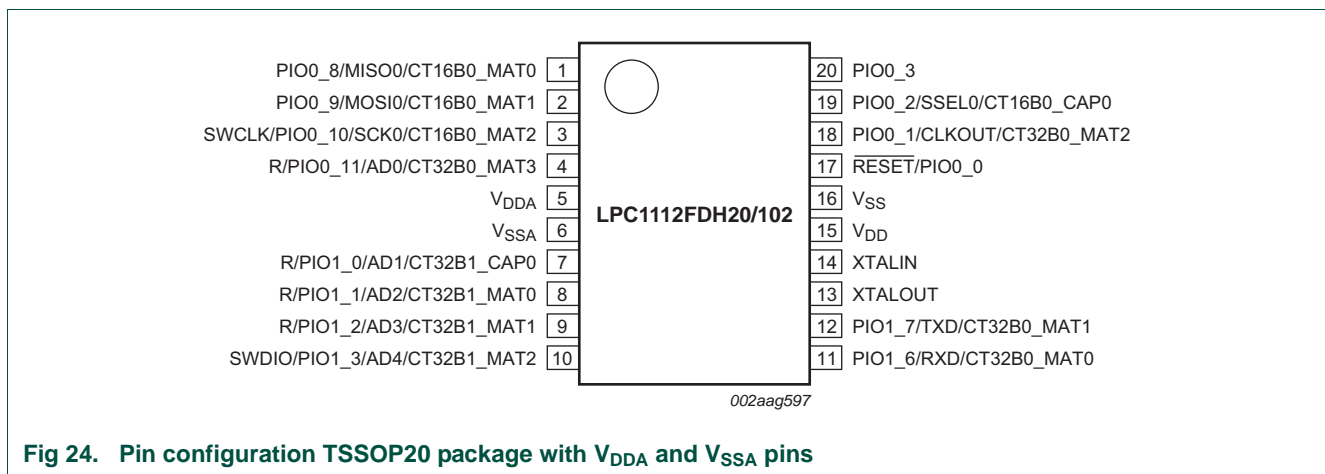 PIO0_8/MISO0/CT16B0_MAT0 1
PIO0_9/MOSI0/CT16B0_MAT1 2
SWCLK/PIO0_10/SCK0/CT16B0_MAT2 3
R/PIO0_11/AD0/CT32B0_MAT3 4
VDDA 5
VSSA 6
R/PIO1_0/AD1/CT32B1_CAP0 7
R/PIO1_1/AD2/CT32B1_MAT0 8
R/PIO1_2/AD3/CT32B1_MAT1 9
SWDIO/PIO1_3/AD4/CT32B1_MAT2 10
LPC1112FDH20/102
20 PIO0_3
19 PIO0_2/SSEL0/CT16B0_CAP0
18 PIO0_1/CLKOUT/CT32B0_MAT2
17 RESET/PIO0_0
16 VSS
15 VDD
14 XTALIN
13 XTALOUT
12 PIO1_7/TXD/CT32B0_MAT1
11 PIO1_6/RXD/CT32B0_MAT0
002aag597
Fig 24. Pin configuration TSSOP20 package with VDDA and VSSA pins